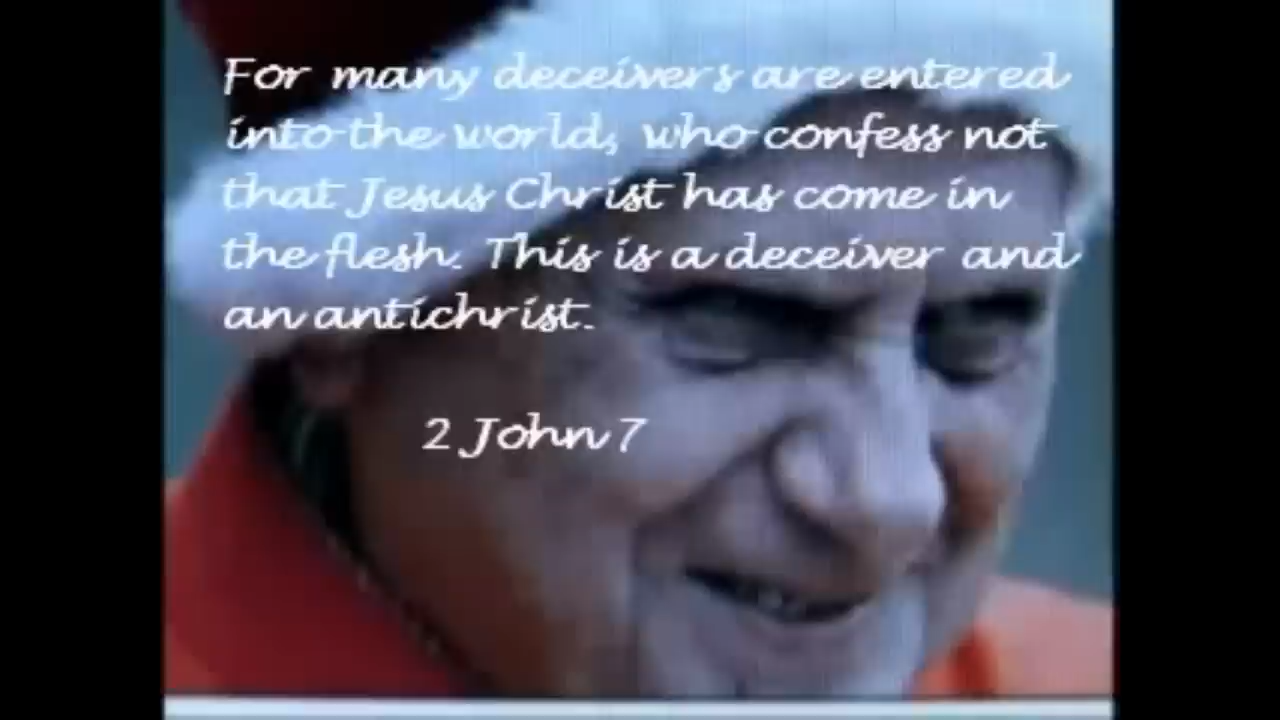 For many deceivers are entered
into the world, who confess not
that Jesus Christ has come in
the flesh. This is a deceiver and
an antichrist.
2 John 7